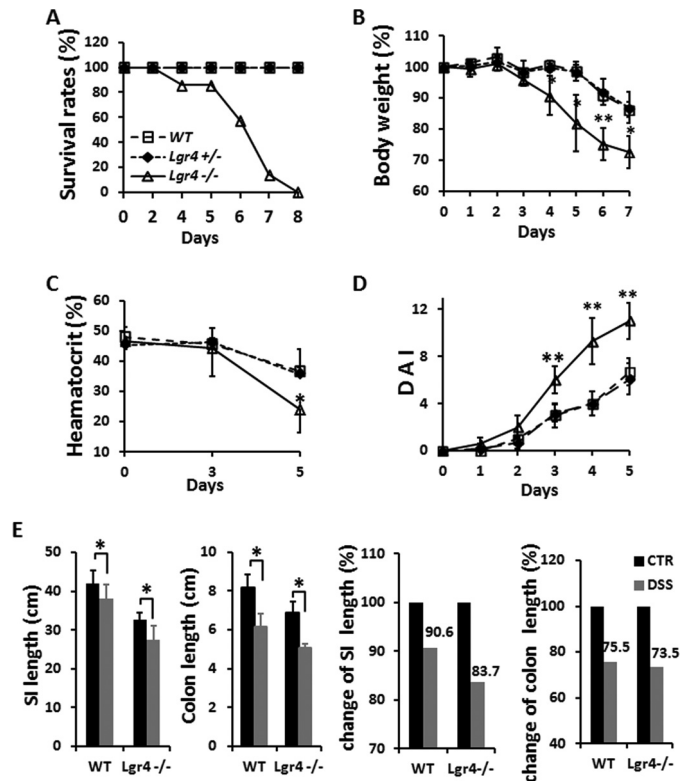 A
Survival rates (%)
120
100
80
60
40
20
0
WT
Lgr4 +/-
Lgr4 -/-
0 2 4 5 6 7 8
Days
B
Body weight (%)
110
100
90
80
70
60
* * ** *
0 1 2 3 4 5 6 7
Days
C
Heamatocrit (%)
60
50
40
30
20
10
*
0 3 5
Days
D
DAI
12
8
4
0
** ** **
0 1 2 3 4 5
Days
E
SI length (cm)
50
40
30
20
10
0
* *
WT Lgr4 -/-
Colon length (cm)
10
8
6
4
2
0
* *
WT Lgr4 -/-
change of SI length (%)
110
100
90
80
70
90.6
83.7
WT Lgr4 -/-
change of colon length (%)
120
100
80
60
40
75.5
73.5
CTR
DSS
WT Lgr4-/-